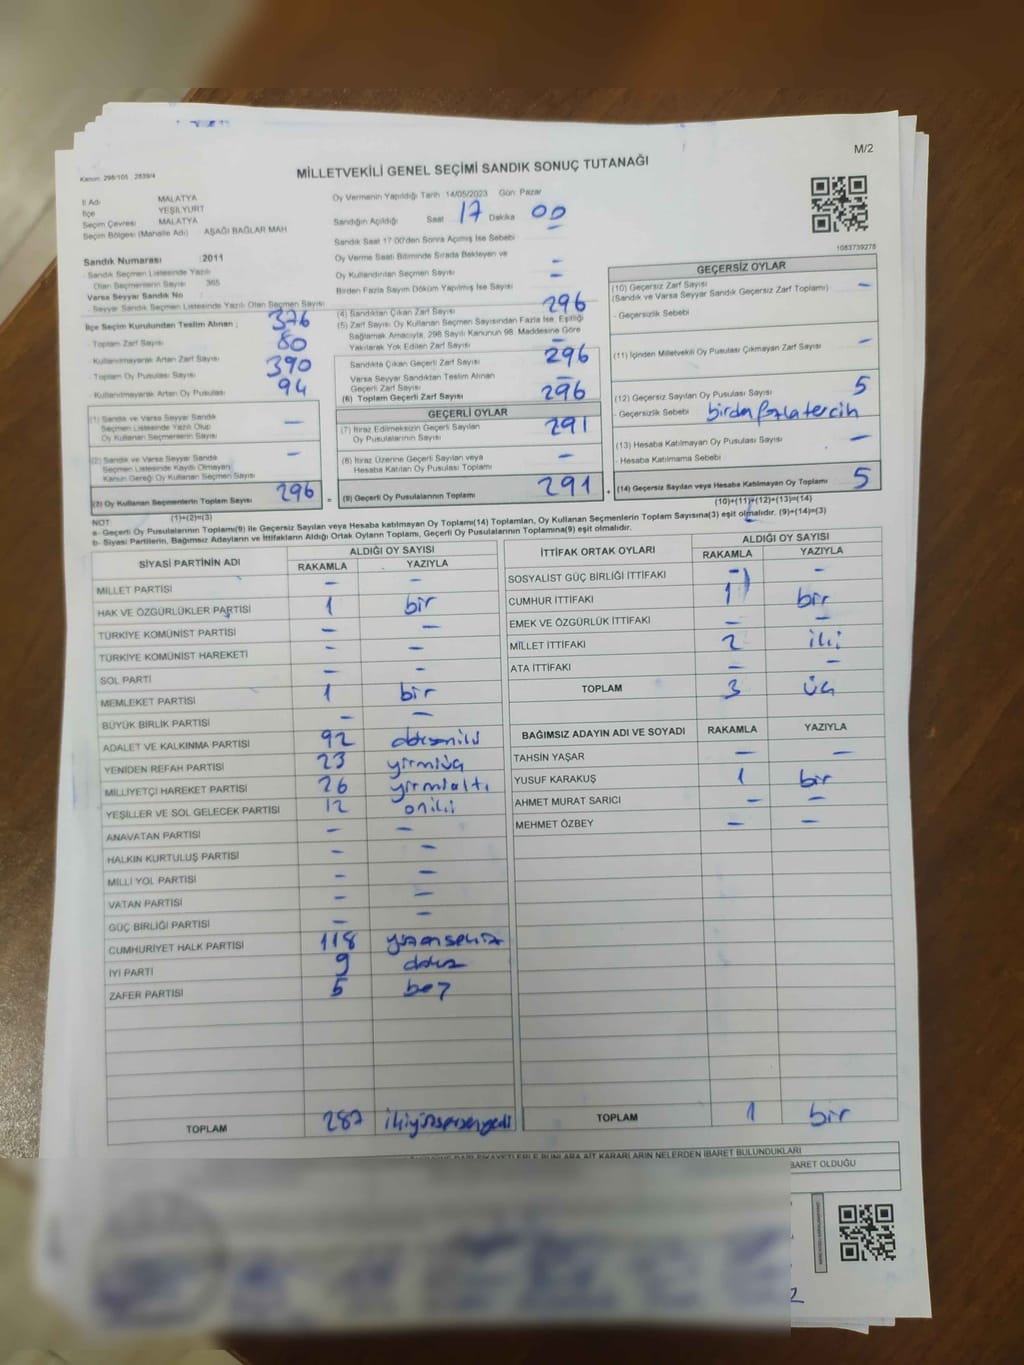 M/2
Kanun: 298/105 , 2839/4
MİLLETVEKİLİ GENEL SEÇİMİ SANDIK SONUÇ TUTANAĞI
İl Adı MALATYA
İlçe YEŞİLYURT
Seçim Çevresi MALATYA
Seçim Bölgesi (Mahalle Adı) AŞAĞI BAĞLAR MAH
Oy Vermenin Yapıldığı Tarih 14/05/2023 Gün: Pazar
Sandığın Açıldığı Saat 17 Dakika 00
Sandık Saat 17:00'den Sonra Açılmış İse Sebebi
Oy Verme Saati Bitiminde Sırada Bekleyen ve
Oy Kullandırılan Seçmen Sayısı –
Birden Fazla Sayım Döküm Yapılmış İse Sayısı –
1083739278
Sandık Numarası : 2011
- Sandık Seçmen Listesinde Yazılı
Olan Seçmenlerin Sayısı 365
Varsa Seyyar Sandık No
- Seyyar Sandık Seçmen Listesinde Yazılı Olan Seçmen Sayısı
İlçe Seçim Kurulundan Teslim Alınan ;
- Toplam Zarf Sayısı 376
- Kullanılmayarak Artan Zarf Sayısı 80
- Toplam Oy Pusulası Sayısı 390
- Kullanılmayarak Artan Oy Pusulası 94
(1) Sandık ve Varsa Seyyar Sandık
Seçmen Listesinde Yazılı Olup
Oy Kullanan Seçmenlerin Sayısı –
(2) Sandık ve Varsa Seyyar Sandık
Seçmen Listesinde Kayıtlı Olmayan
Kanun Gereği Oy Kullanan Seçmen Sayısı –
(3) Oy Kullanan Seçmenlerin Toplam Sayısı 296 =
(1)+(2)=(3)
(4) Sandıktan Çıkan Zarf Sayısı 296
(5) Zarf Sayısı Oy Kullanan Seçmen Sayısından Fazla İse, Eşitliği
Sağlamak Amacıyla, 298 Sayılı Kanunun 98. Maddesine Göre
Yakılarak Yok Edilen Zarf Sayısı –
Sandıkta Çıkan Geçerli Zarf Sayısı 296
Varsa Seyyar Sandıktan Teslim Alınan
Geçerli Zarf Sayısı –
(6) Toplam Geçerli Zarf Sayısı 296
GEÇERLİ OYLAR
(7) İtiraz Edilmeksizin Geçerli Sayılan
Oy Pusulalarının Sayısı 291
(8) İtiraz Üzerine Geçerli Sayılan veya
Hesaba Katılan Oy Pusulası Toplamı –
(9) Geçerli Oy Pusulalarının Toplamı 291 +
GEÇERSİZ OYLAR
(10) Geçersiz Zarf Sayısı –
(Sandık ve Varsa Seyyar Sandık Geçersiz Zarf Toplamı)
- Geçersizlik Sebebi
(11) İçinden Milletvekili Oy Pusulası Çıkmayan Zarf Sayısı –
(12) Geçersiz Sayılan Oy Pusulası Sayısı 5
- Geçersizlik Sebebi birden fazla tercih
(13) Hesaba Katılmayan Oy Pusulası Sayısı –
- Hesaba Katılmama Sebebi
(14) Geçersiz Sayılan veya Hesaba Katılmayan Oy Toplamı 5
(10)+(11)+(12)+(13)=(14)
NOT
a- Geçerli Oy Pusulalarının Toplamı(9) ile Geçersiz Sayılan veya Hesaba katılmayan Oy Toplamı(14) Toplamları, Oy Kullanan Seçmenlerin Toplam Sayısına(3) eşit olmalıdır. (9)+(14)=(3)
b- Siyasi Partilerin, Bağımsız Adayların ve İttifakların Aldığı Ortak Oyların Toplamı, Geçerli Oy Pusulalarının Toplamına(9) eşit olmalıdır.
SİYASİ PARTİNİN ADI ALDIĞI OY SAYISI
RAKAMLA YAZIYLA
MİLLET PARTİSİ – –
HAK VE ÖZGÜRLÜKLER PARTİSİ 1 bir
TÜRKİYE KOMÜNİST PARTİSİ – –
TÜRKİYE KOMÜNİST HAREKETİ – –
SOL PARTİ – –
MEMLEKET PARTİSİ 1 bir
BÜYÜK BİRLİK PARTİSİ – –
ADALET VE KALKINMA PARTİSİ 92 doksaniki
YENİDEN REFAH PARTİSİ 23 yirmiüç
MİLLİYETÇİ HAREKET PARTİSİ 26 yirmialtı
YEŞİLLER VE SOL GELECEK PARTİSİ 12 oniki
ANAVATAN PARTİSİ – –
HALKIN KURTULUŞ PARTİSİ – –
MİLLİ YOL PARTİSİ – –
VATAN PARTİSİ – –
GÜÇ BİRLİĞİ PARTİSİ – –
CUMHURİYET HALK PARTİSİ 118 yüzonsekiz
İYİ PARTİ 9 dokuz
ZAFER PARTİSİ 5 beş
TOPLAM 287 ikiyüzseksenyedi
İTTİFAK ORTAK OYLARI ALDIĞI OY SAYISI
RAKAMLA YAZIYLA
SOSYALİST GÜÇ BİRLİĞİ İTTİFAKI – –
CUMHUR İTTİFAKI 1 bir
EMEK VE ÖZGÜRLÜK İTTİFAKI – –
MİLLET İTTİFAKI 2 iki
ATA İTTİFAKI – –
TOPLAM 3 üç
BAĞIMSIZ ADAYIN ADI VE SOYADI RAKAMLA YAZIYLA
TAHSİN YAŞAR – –
YUSUF KARAKUŞ 1 bir
AHMET MURAT SARICI – –
MEHMET ÖZBEY – –
TOPLAM 1 bir
KARARLARIN NELERDEN İBARET BULUNDUKLARI
İBARET OLDUĞU